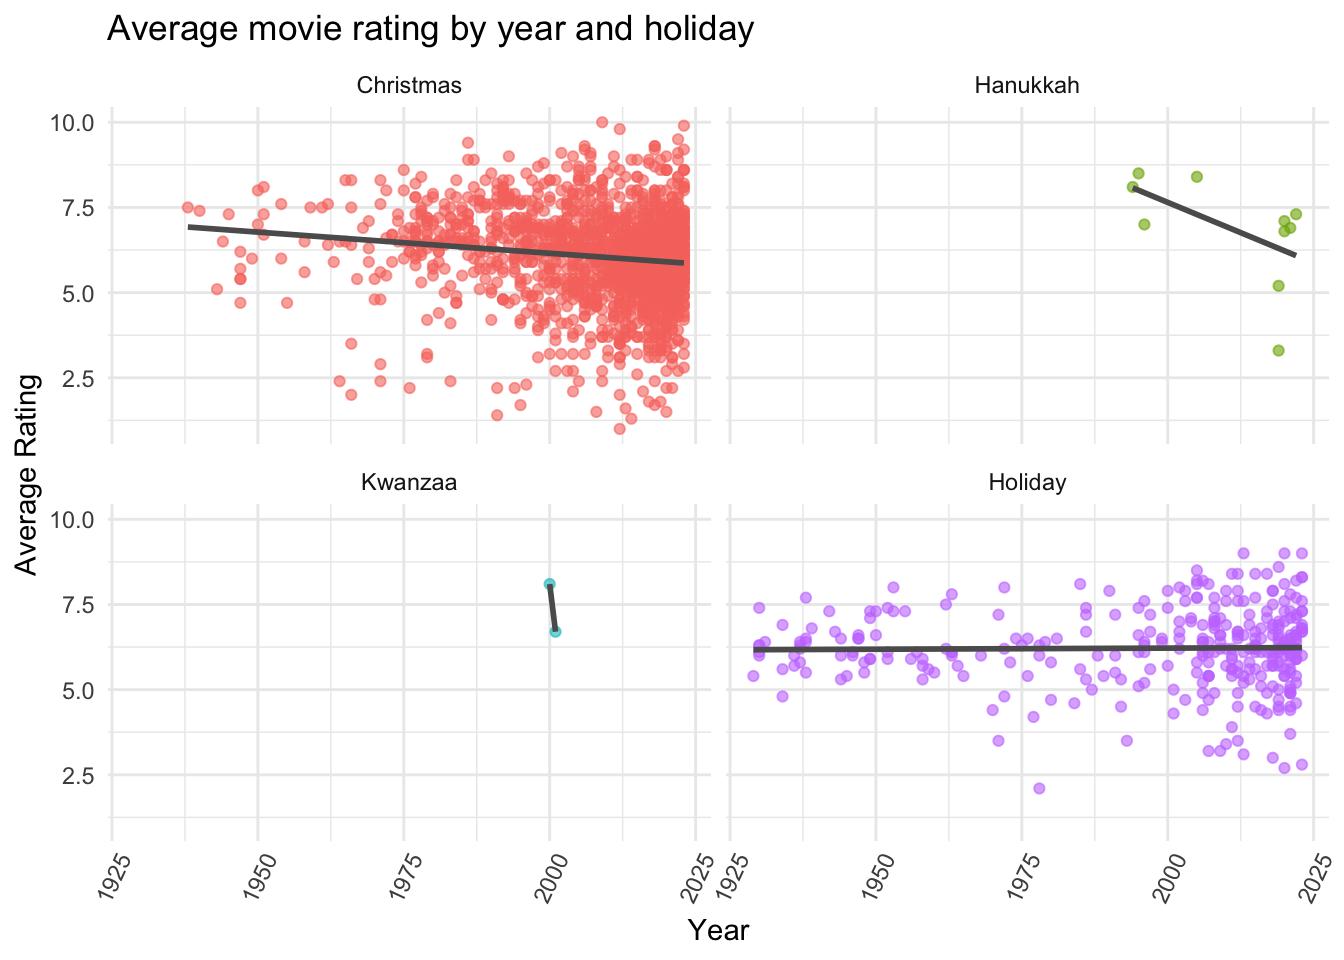 Average movie rating by year and holiday
Christmas
Hanukkah
10.0
7.5
5.0
2.5
Kwanzaa
Holiday
10.0
7.5
5.0
2.5
Average Rating
1925
1950
1975
2000
2025
1925
1950
1975
2000
2025
Year